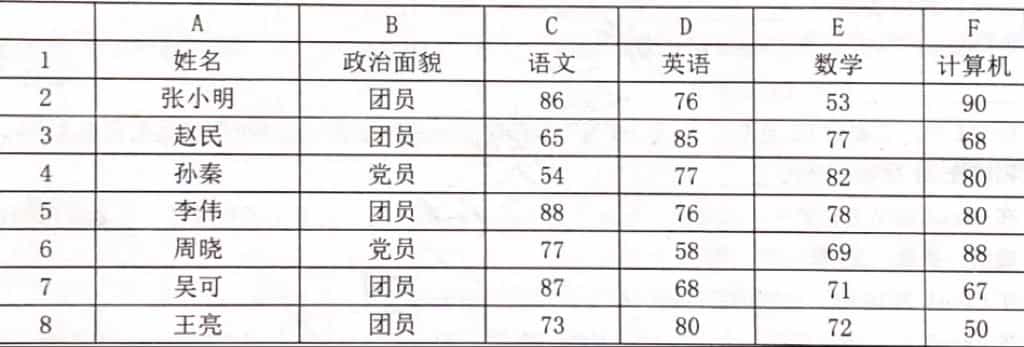 A B C D E F
1 姓名 政治面貌 语文 英语 数学 计算机
2 张小明 团员 86 76 53 90
3 赵民 团员 65 85 77 68
4 孙秦 党员 54 77 82 80
5 李伟 团员 88 76 78 80
6 周晓 党员 77 58 69 88
7 吴可 团员 87 68 71 67
8 王亮 团员 73 80 72 50